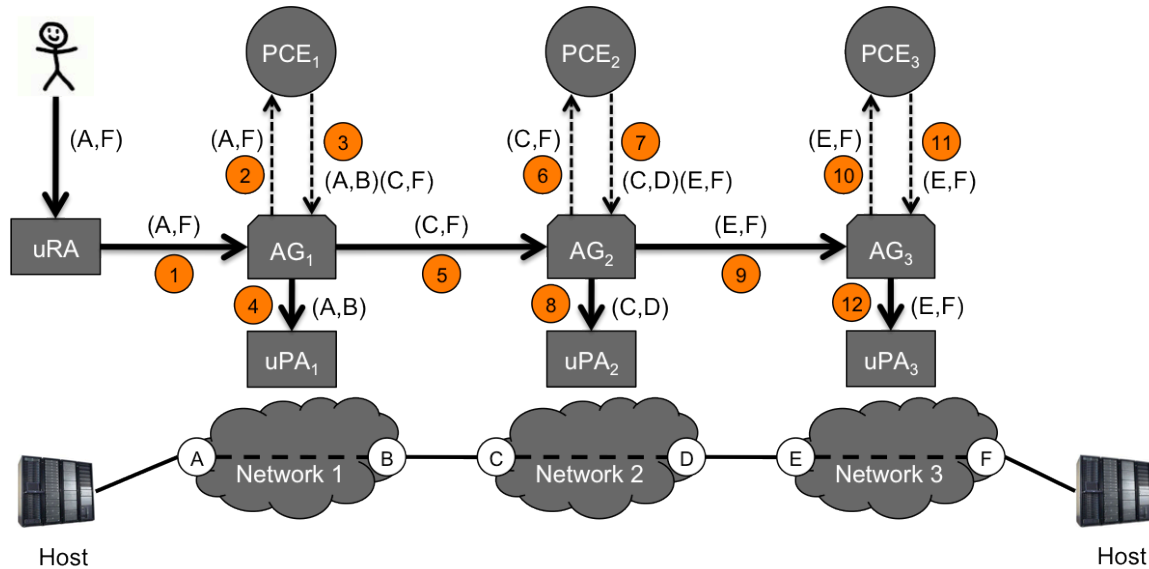 PCE₁
PCE₂
PCE₃
(A,F)
(A,F)
2
3
(A,B)(C,F)
(C,F)
6
7
(C,D)(E,F)
(E,F)
10
11
(E,F)
uRA
(A,F)
1
AG₁
(C,F)
5
AG₂
(E,F)
9
AG₃
4
(A,B)
8
(C,D)
12
(E,F)
uPA₁
uPA₂
uPA₃
A
Network 1
B
C
Network 2
D
E
Network 3
F
Host
Host